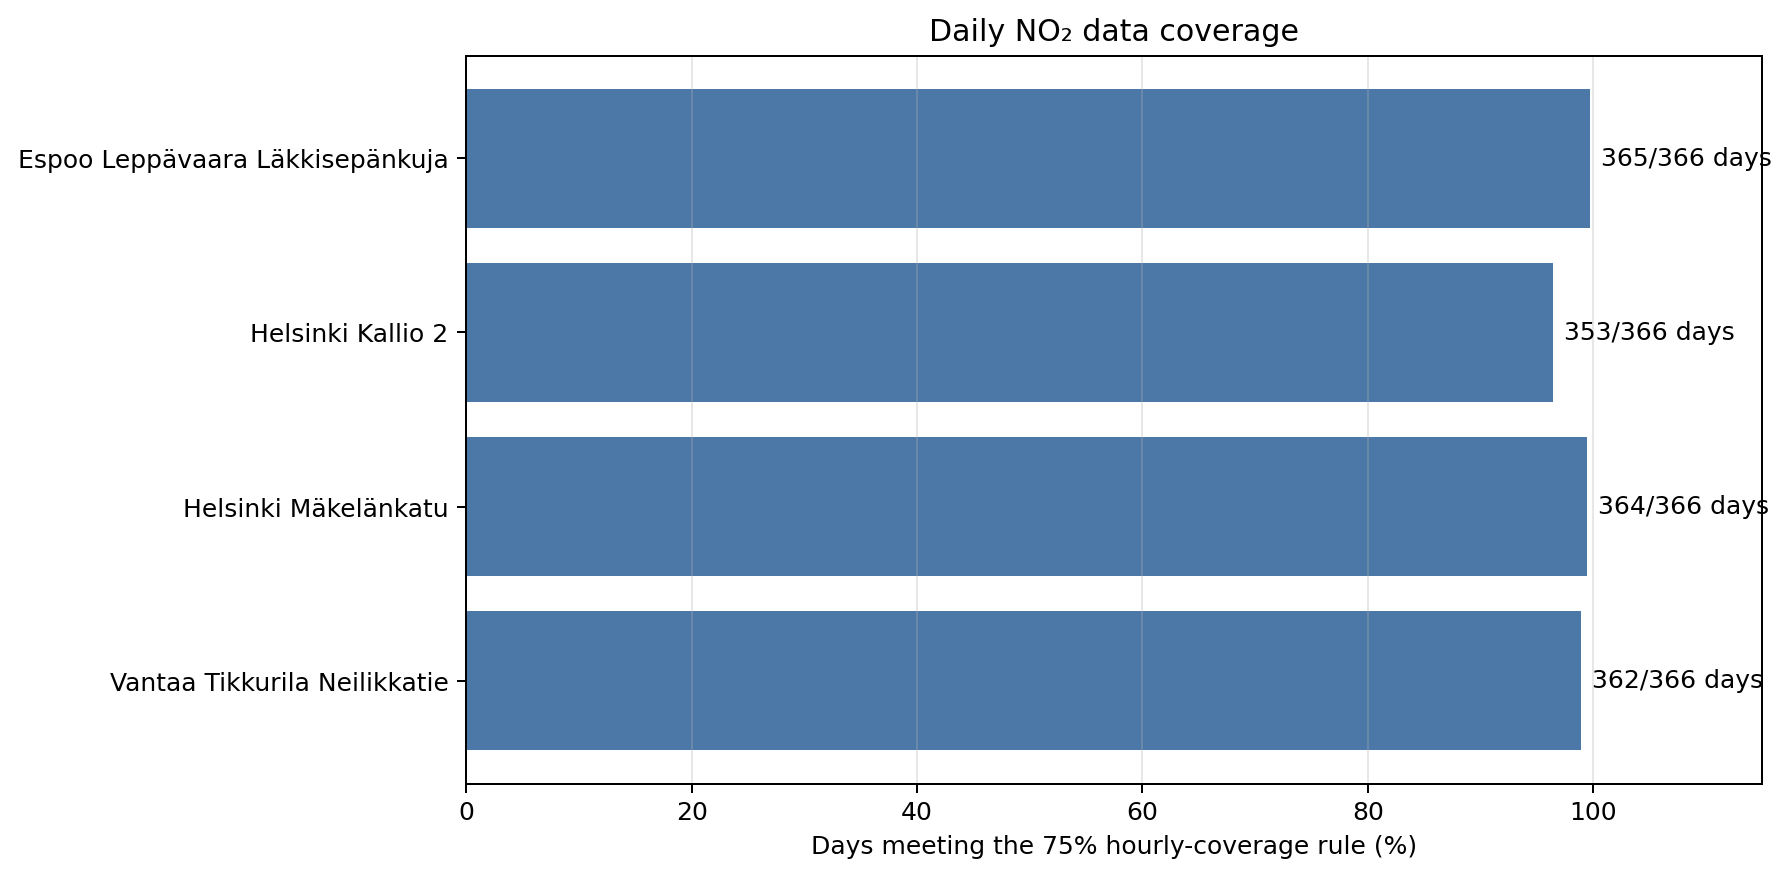 Daily NO₂ data coverage
Espoo Leppävaara Läkkisepänkuja
365/366 days
Helsinki Kallio 2
353/366 days
Helsinki Mäkelänkatu
364/366 days
Vantaa Tikkurila Neilikkatie
362/366 days
0 20 40 60 80 100
Days meeting the 75% hourly-coverage rule (%)